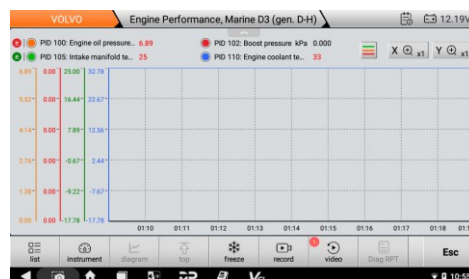 VOLVO Engine Performance, Marine D3 (gen. D-H) 12.19V
PID 100: Engine oil pressure... 6.89 PID 102: Boost pressure kPa 0.000
PID 105: Intake manifold te... 25 PID 110: Engine coolant te... 33
X x1 Y x1
6.89 0.00 25.00 32.78
5.52 0.00 16.44 22.67
4.14 0.00 7.89 12.56
2.76 0.00 -0.67 2.44
1.38 0.00 -9.22 -7.67
0.00 0.00 -17.78 -17.78
01:10 01:11 01:12 01:13 01:14 01:15 01:16 01:17 01:18
list instrument diagram top freeze record video Diag RPT Esc